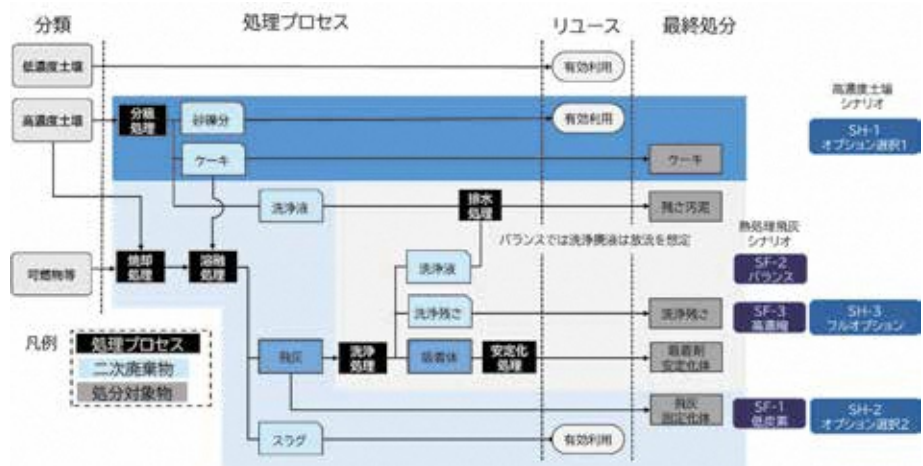 分類
処理プロセス
リユース
最終処分
低濃度土壌
有効利用
高濃度土壌
シナリオ
高濃度土壌
分級
処理
砂礫分
有効利用
SH-1
オプション選択1
ケーキ
ケーキ
洗浄液
排水
処理
残さ汚泥
バランスでは洗浄廃液は放流を想定
熱処理飛灰
シナリオ
可燃物等
焼却
処理
溶融
処理
洗浄液
SF-2
バランス
洗浄残さ
洗浄残さ
SF-3
高濃縮
SH-3
フルオプション
凡例
処理プロセス
二次廃棄物
処分対象物
飛灰
洗浄
処理
吸着体
安定化
処理
吸着剤
安定化体
飛灰
固定化体
SF-1
低炭素
SH-2
オプション選択2
スラグ
有効利用